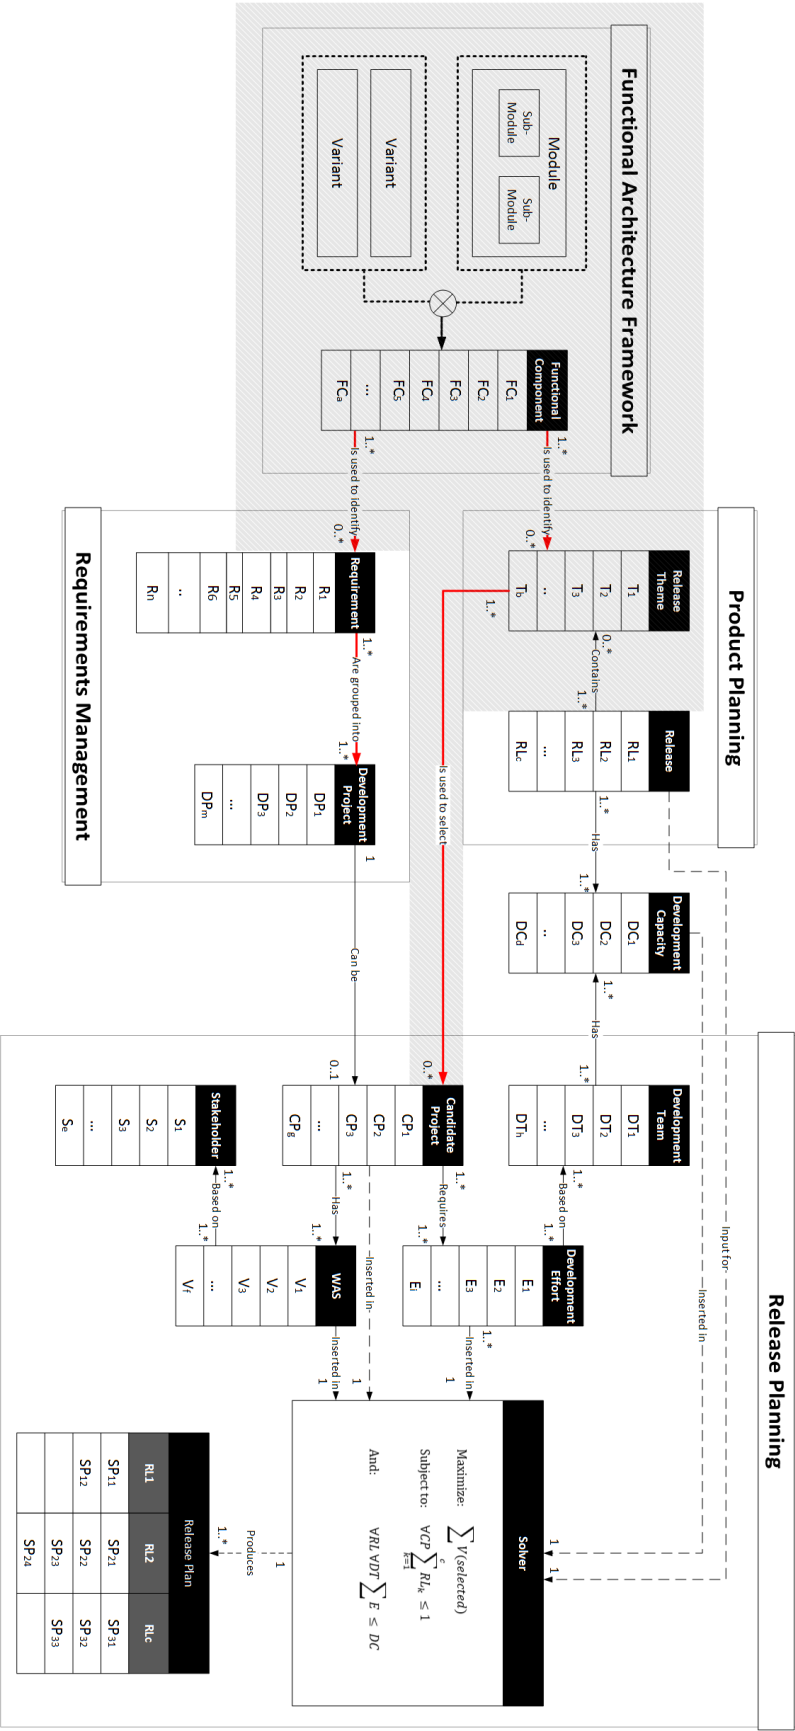 Functional Architecture Framework
Module
Sub-
Module
Sub-
Module
Variant
Variant
Functional
Component
FC1
FC2
FC3
FC4
FC5
...
FCa
1..*
Is used to identify
0..*
1..*
Is used to identify
0..*
Product Planning
Release
Theme
T1
T2
T3
..
Tb
0..*
Contains
1..*
Release
RL1
RL2
RL3
...
RLc
1..*
Has
1..*
1..*
Is used to select
0..*
Requirements Management
Requirement
R1
R2
R3
R4
R5
R6
..
Rn
1..*
Are grouped into
1..*
Development
Project
DP1
DP2
DP3
...
DPm
1
Can be
0..1
Development
Capacity
DC1
DC2
DC3
..
DCd
1..*
Has
1..*
Release Planning
Development
Team
DT1
DT2
DT3
...
DTh
1..*
Based on
1..*
Development
Effort
E1
E2
E3
...
Ei
1..*
Inserted in
1
Candidate
Project
CP1
CP2
CP3
...
CPg
1..*
Requires
1..*
1..*
Has
1..*
Inserted in
1
Stakeholder
S1
S2
S3
...
Se
1..*
Based on
1..*
WAS
V1
V2
V3
...
Vf
Inserted in
1
Input for
1
Inserted in
1
Solver
Maximize: ∑ V(selected)
Subject to: ∀CP ∑ₖ₌₁ᶜ RLₖ ≤ 1
And: ∀RL ∀DT ∑ E ≤ DC
1
Produces
1..*
Release Plan
RL1 RL2 RLc
SP11 SP21 SP31
SP12 SP22 SP32
SP23 SP33
SP24